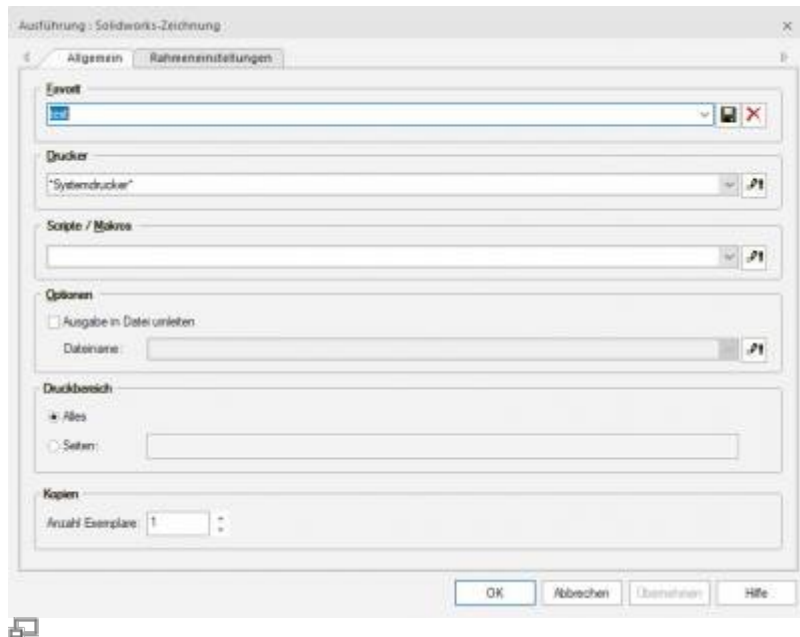 Ausführung : Solidworks-Zeichnung
Allgemein Rahmeneinstellungen
Favorit
test
Drucker
*Systemdrucker*
Scripte / Makros
Optionen
Ausgabe in Datei umleiten
Dateiname:
Druckbereich
Alles
Seiten:
Kopien
Anzahl Exemplare: 1
OK Abbrechen Übernehmen Hilfe